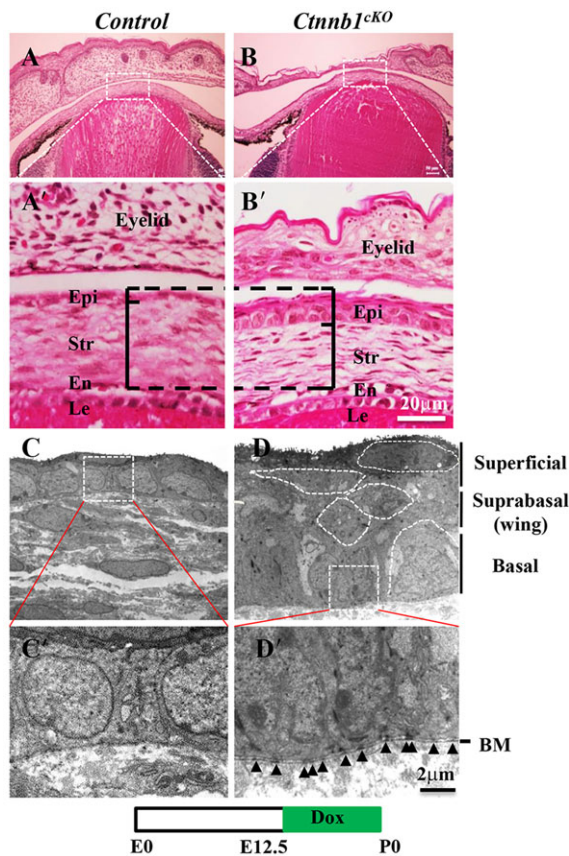 Control Ctnnb1cKO
A B
A′ B′
Eyelid Eyelid
Epi Epi
Str Str
En En
Le Le
20μm
C D
Superficial
Suprabasal
(wing)
Basal
C′ D′
BM
2μm
Dox
E0 E12.5 P0